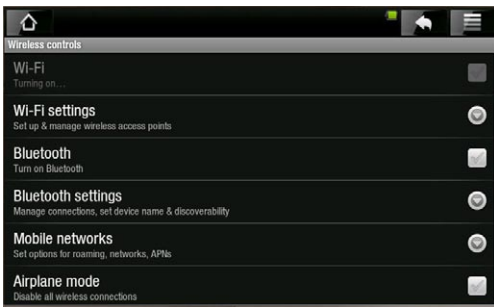 Wireless controls
Wi-Fi
Turning on...
Wi-Fi settings
Set up & manage wireless access points
Bluetooth
Turn on Bluetooth
Bluetooth settings
Manage connections, set device name & discoverability
Mobile networks
Set options for roaming, networks, APNs
Airplane mode
Disable all wireless connections